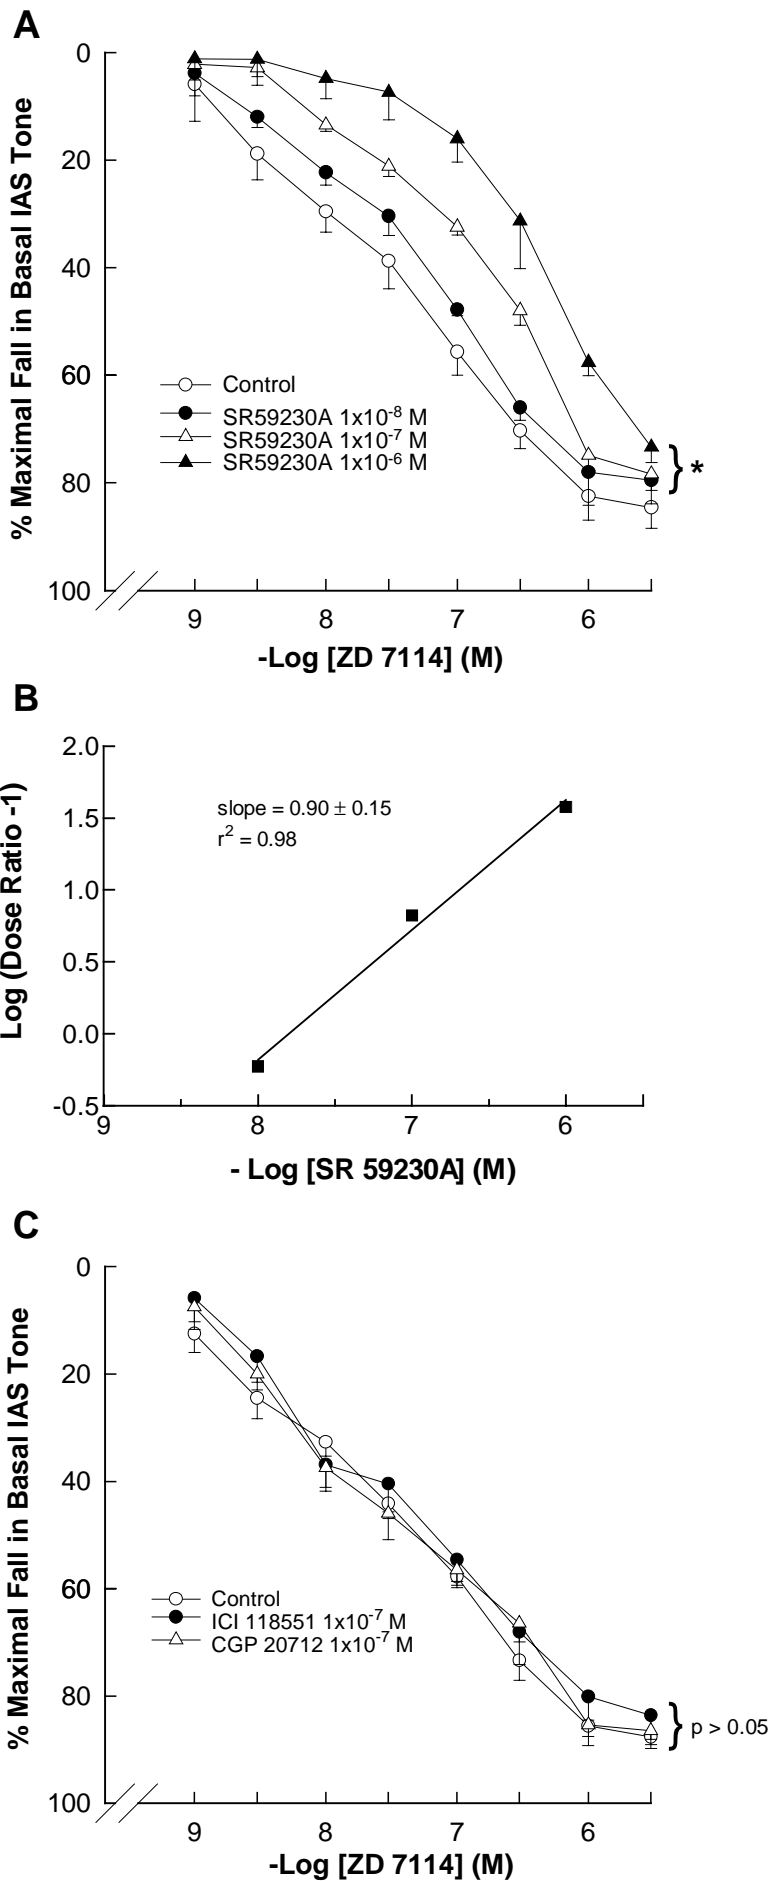 A
% Maximal Fall in Basal IAS Tone
0
20
40
60
80
100
Control
SR59230A 1x10⁻⁸ M
SR59230A 1x10⁻⁷ M
SR59230A 1x10⁻⁶ M
} *
9 8 7 6
-Log [ZD 7114] (M)
B
Log (Dose Ratio -1)
2.0
1.5
1.0
0.5
0.0
-0.5
slope = 0.90 ± 0.15
r² = 0.98
9 8 7 6
- Log [SR 59230A] (M)
C
% Maximal Fall in Basal IAS Tone
0
20
40
60
80
100
Control
ICI 118551 1x10⁻⁷ M
CGP 20712 1x10⁻⁷ M
} p > 0.05
9 8 7 6
-Log [ZD 7114] (M)